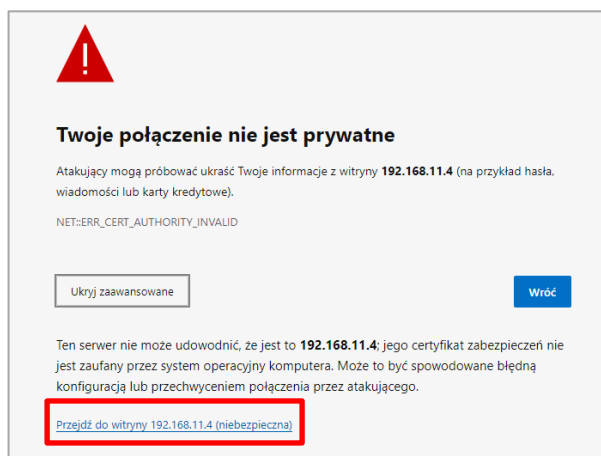 Twoje połączenie nie jest prywatne
Atakujący mogą próbować ukraść Twoje informacje z witryny 192.168.11.4 (na przykład hasła,
wiadomości lub karty kredytowe).
NET::ERR_CERT_AUTHORITY_INVALID
Ukryj zaawansowane
Wróć
Ten serwer nie może udowodnić, że jest to 192.168.11.4; jego certyfikat zabezpieczeń nie
jest zaufany przez system operacyjny komputera. Może to być spowodowane błędną
konfiguracją lub przechwyceniem połączenia przez atakującego.
Przejdź do witryny 192.168.11.4 (niebezpieczna)